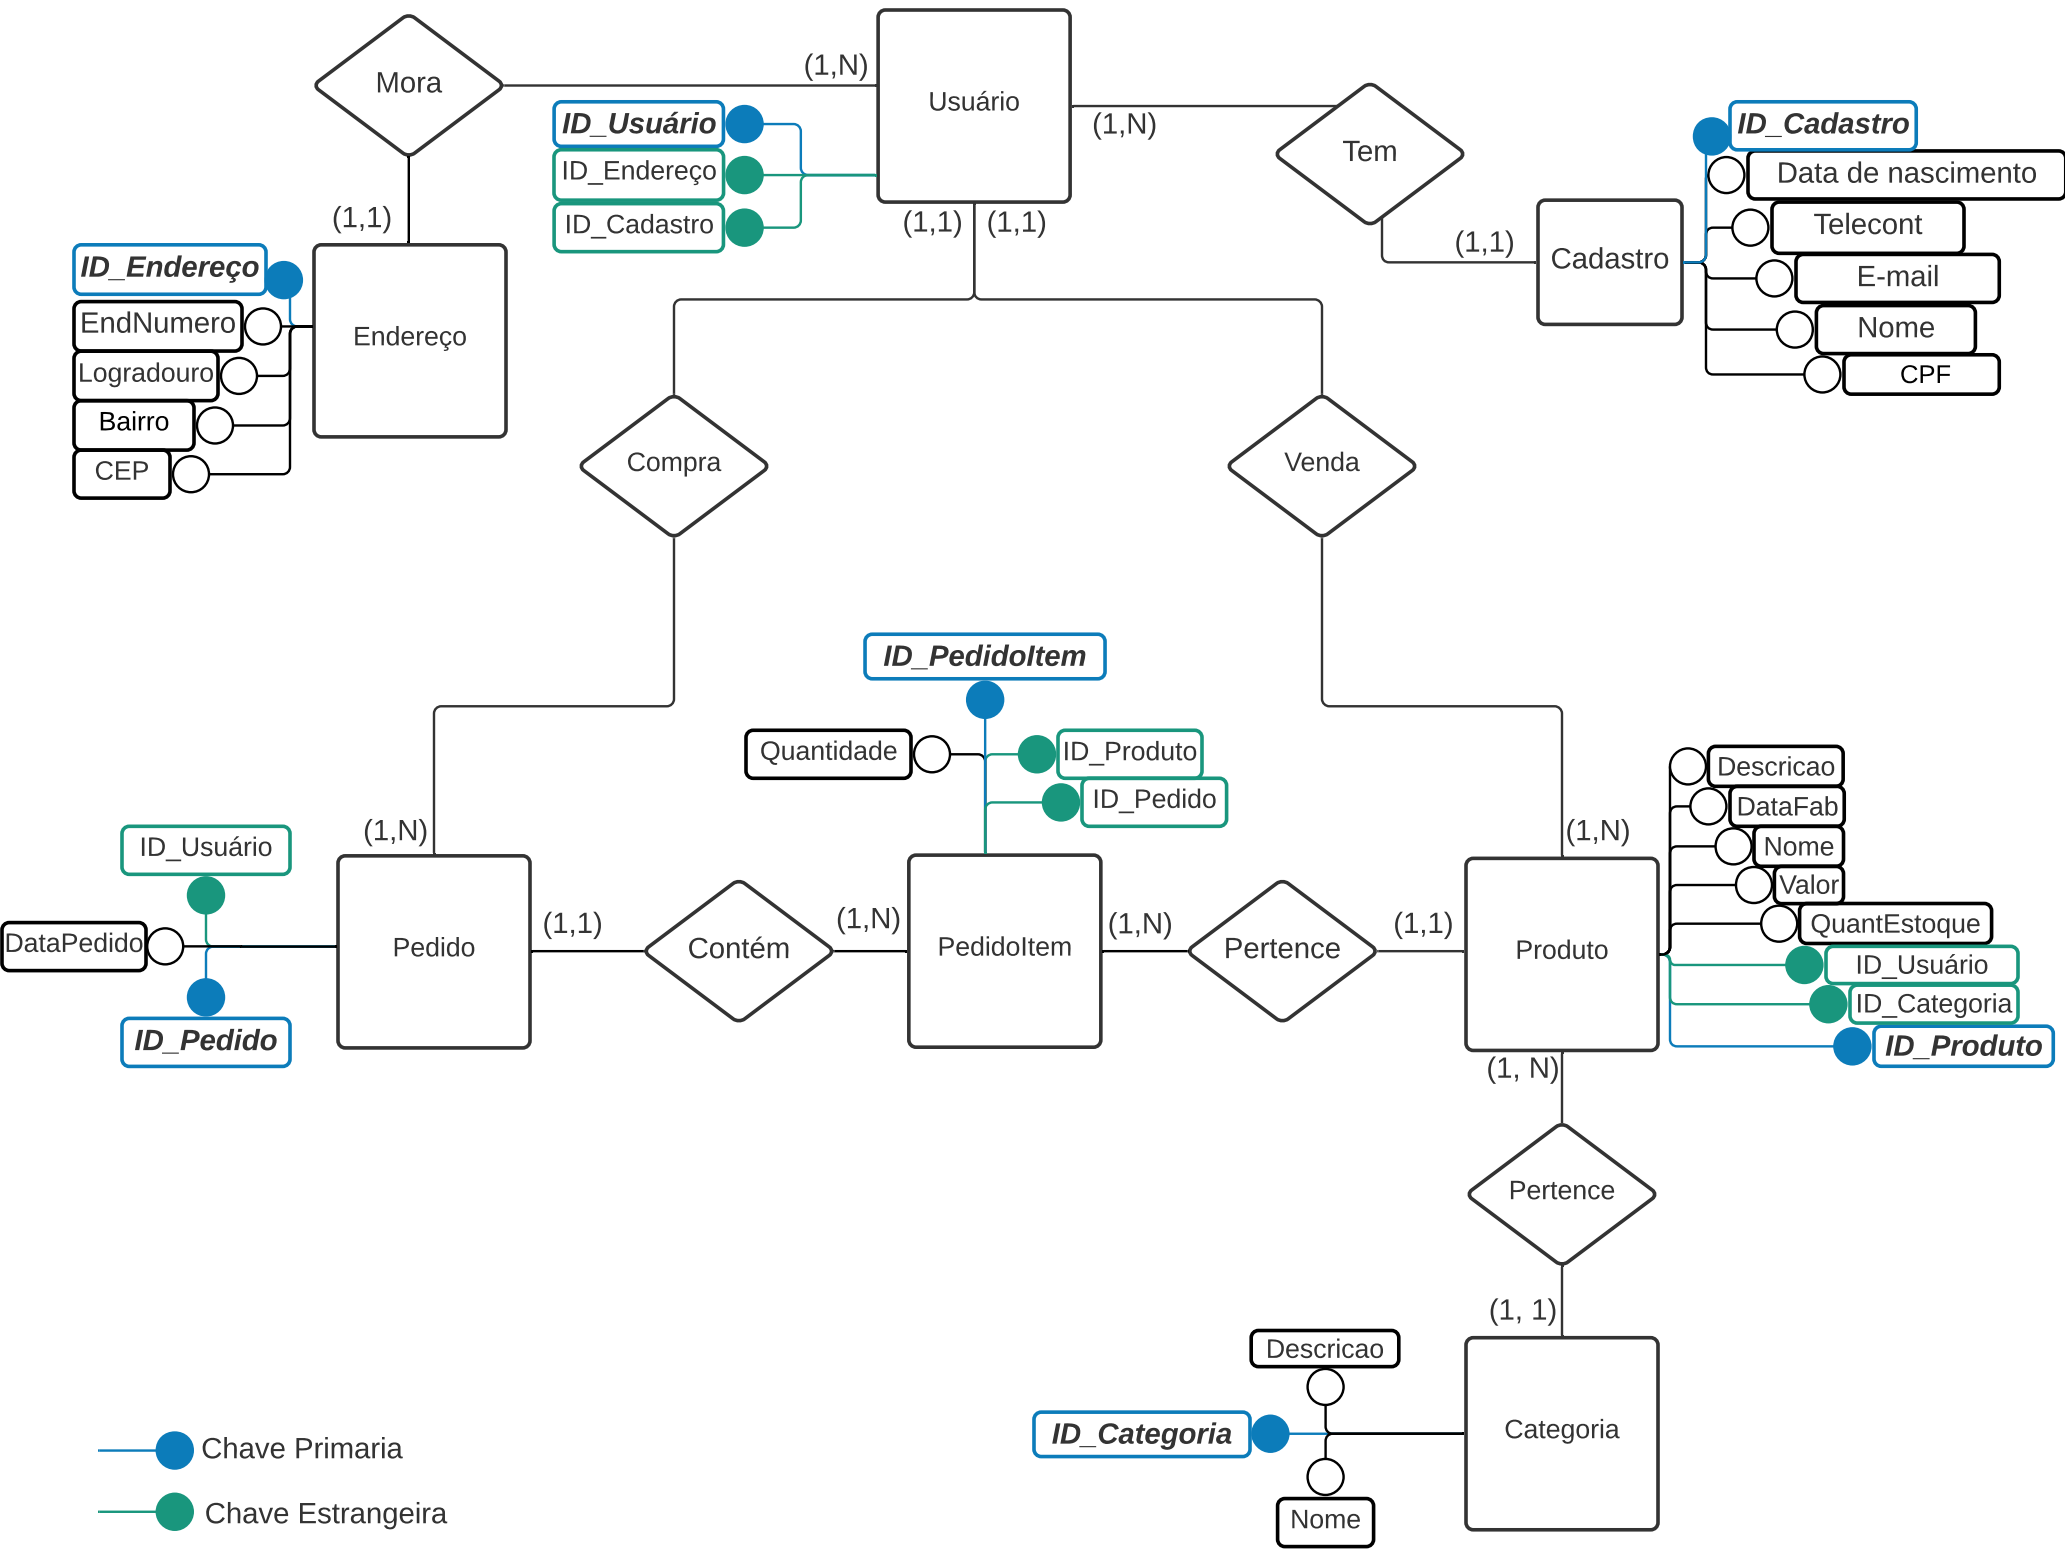 Mora
(1,N)
Usuário
(1,N)
Tem
ID_Usuário
ID_Endereço
ID_Cadastro
(1,1)
(1,1)
(1,1)
(1,1)
Cadastro
ID_Cadastro
Data de nascimento
Telecont
E-mail
Nome
CPF
ID_Endereço
EndNumero
Logradouro
Bairro
CEP
Endereço
Compra
Venda
ID_PedidoItem
Quantidade
ID_Produto
ID_Pedido
(1,N)
(1,N)
ID_Usuário
DataPedido
ID_Pedido
Pedido
(1,1)
Contém
(1,N)
PedidoItem
(1,N)
Pertence
(1,1)
Produto
Descricao
DataFab
Nome
Valor
QuantEstoque
ID_Usuário
ID_Categoria
ID_Produto
(1, N)
Pertence
(1, 1)
Descricao
ID_Categoria
Nome
Categoria
Chave Primaria
Chave Estrangeira